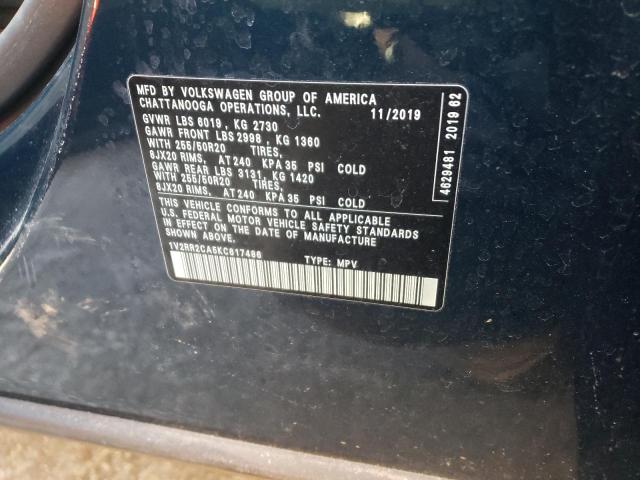 MFD BY VOLKSWAGEN GROUP OF AMERICA
CHATTANOOGA OPERATIONS, LLC. 11/2019
GVWR LBS 6019 , KG 2730
GAWR FRONT LBS 2998 , KG 1360
WITH 255/50R20 TIRES,
8JX20 RIMS, AT 240 KPA 35 PSI COLD
GAWR REAR LBS 3131, KG 1420
WITH 255/50R20 TIRES,
8JX20 RIMS, AT 240 KPA 35 PSI COLD
THIS VEHICLE CONFORMS TO ALL APPLICABLE
U.S. FEDERAL MOTOR VEHICLE SAFETY STANDARDS
IN EFFECT ON THE DATE OF MANUFACTURE
SHOWN ABOVE.
1V2RR2CA6KC617486 TYPE: MPV
4629481 2019 62